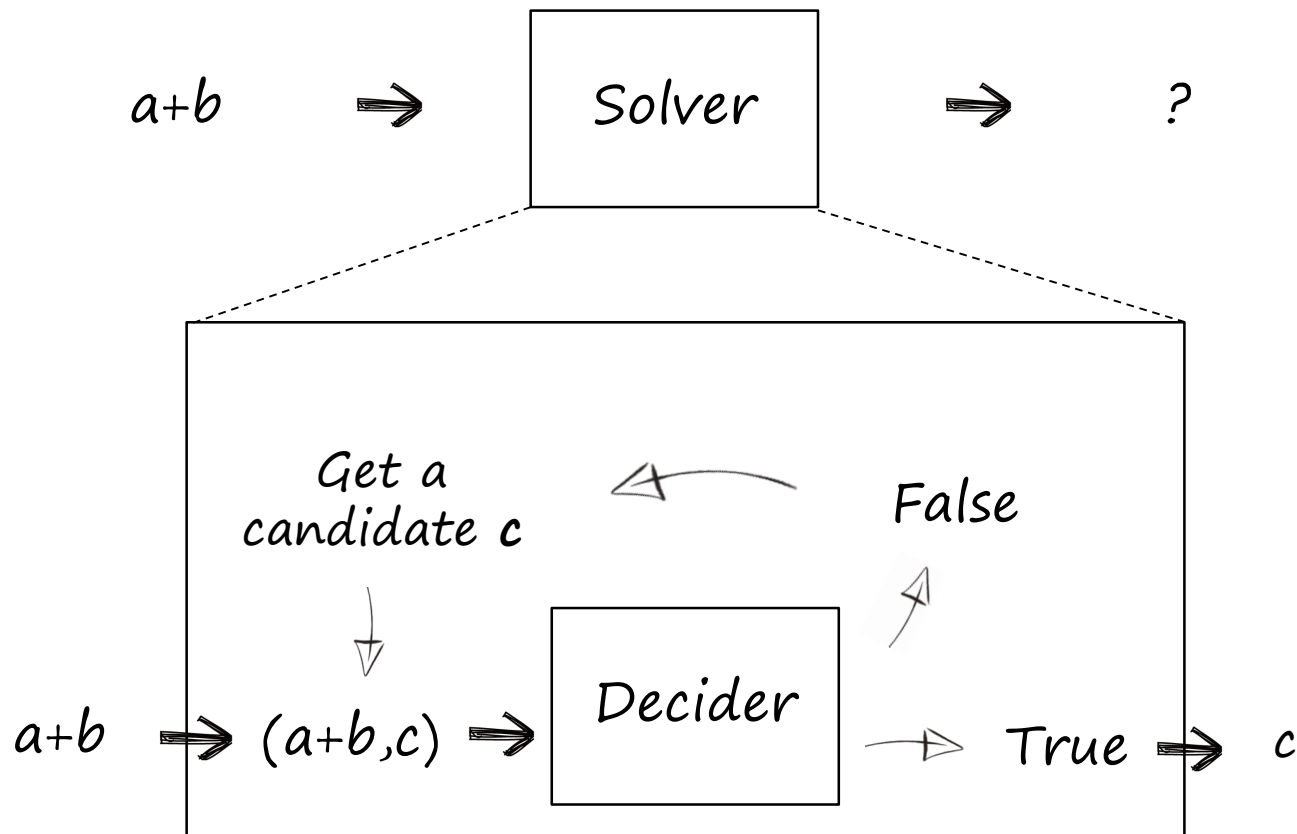 a+b
Solver
?
Get a
candidate c
False
Decider
a+b
(a+b,c)
True
c